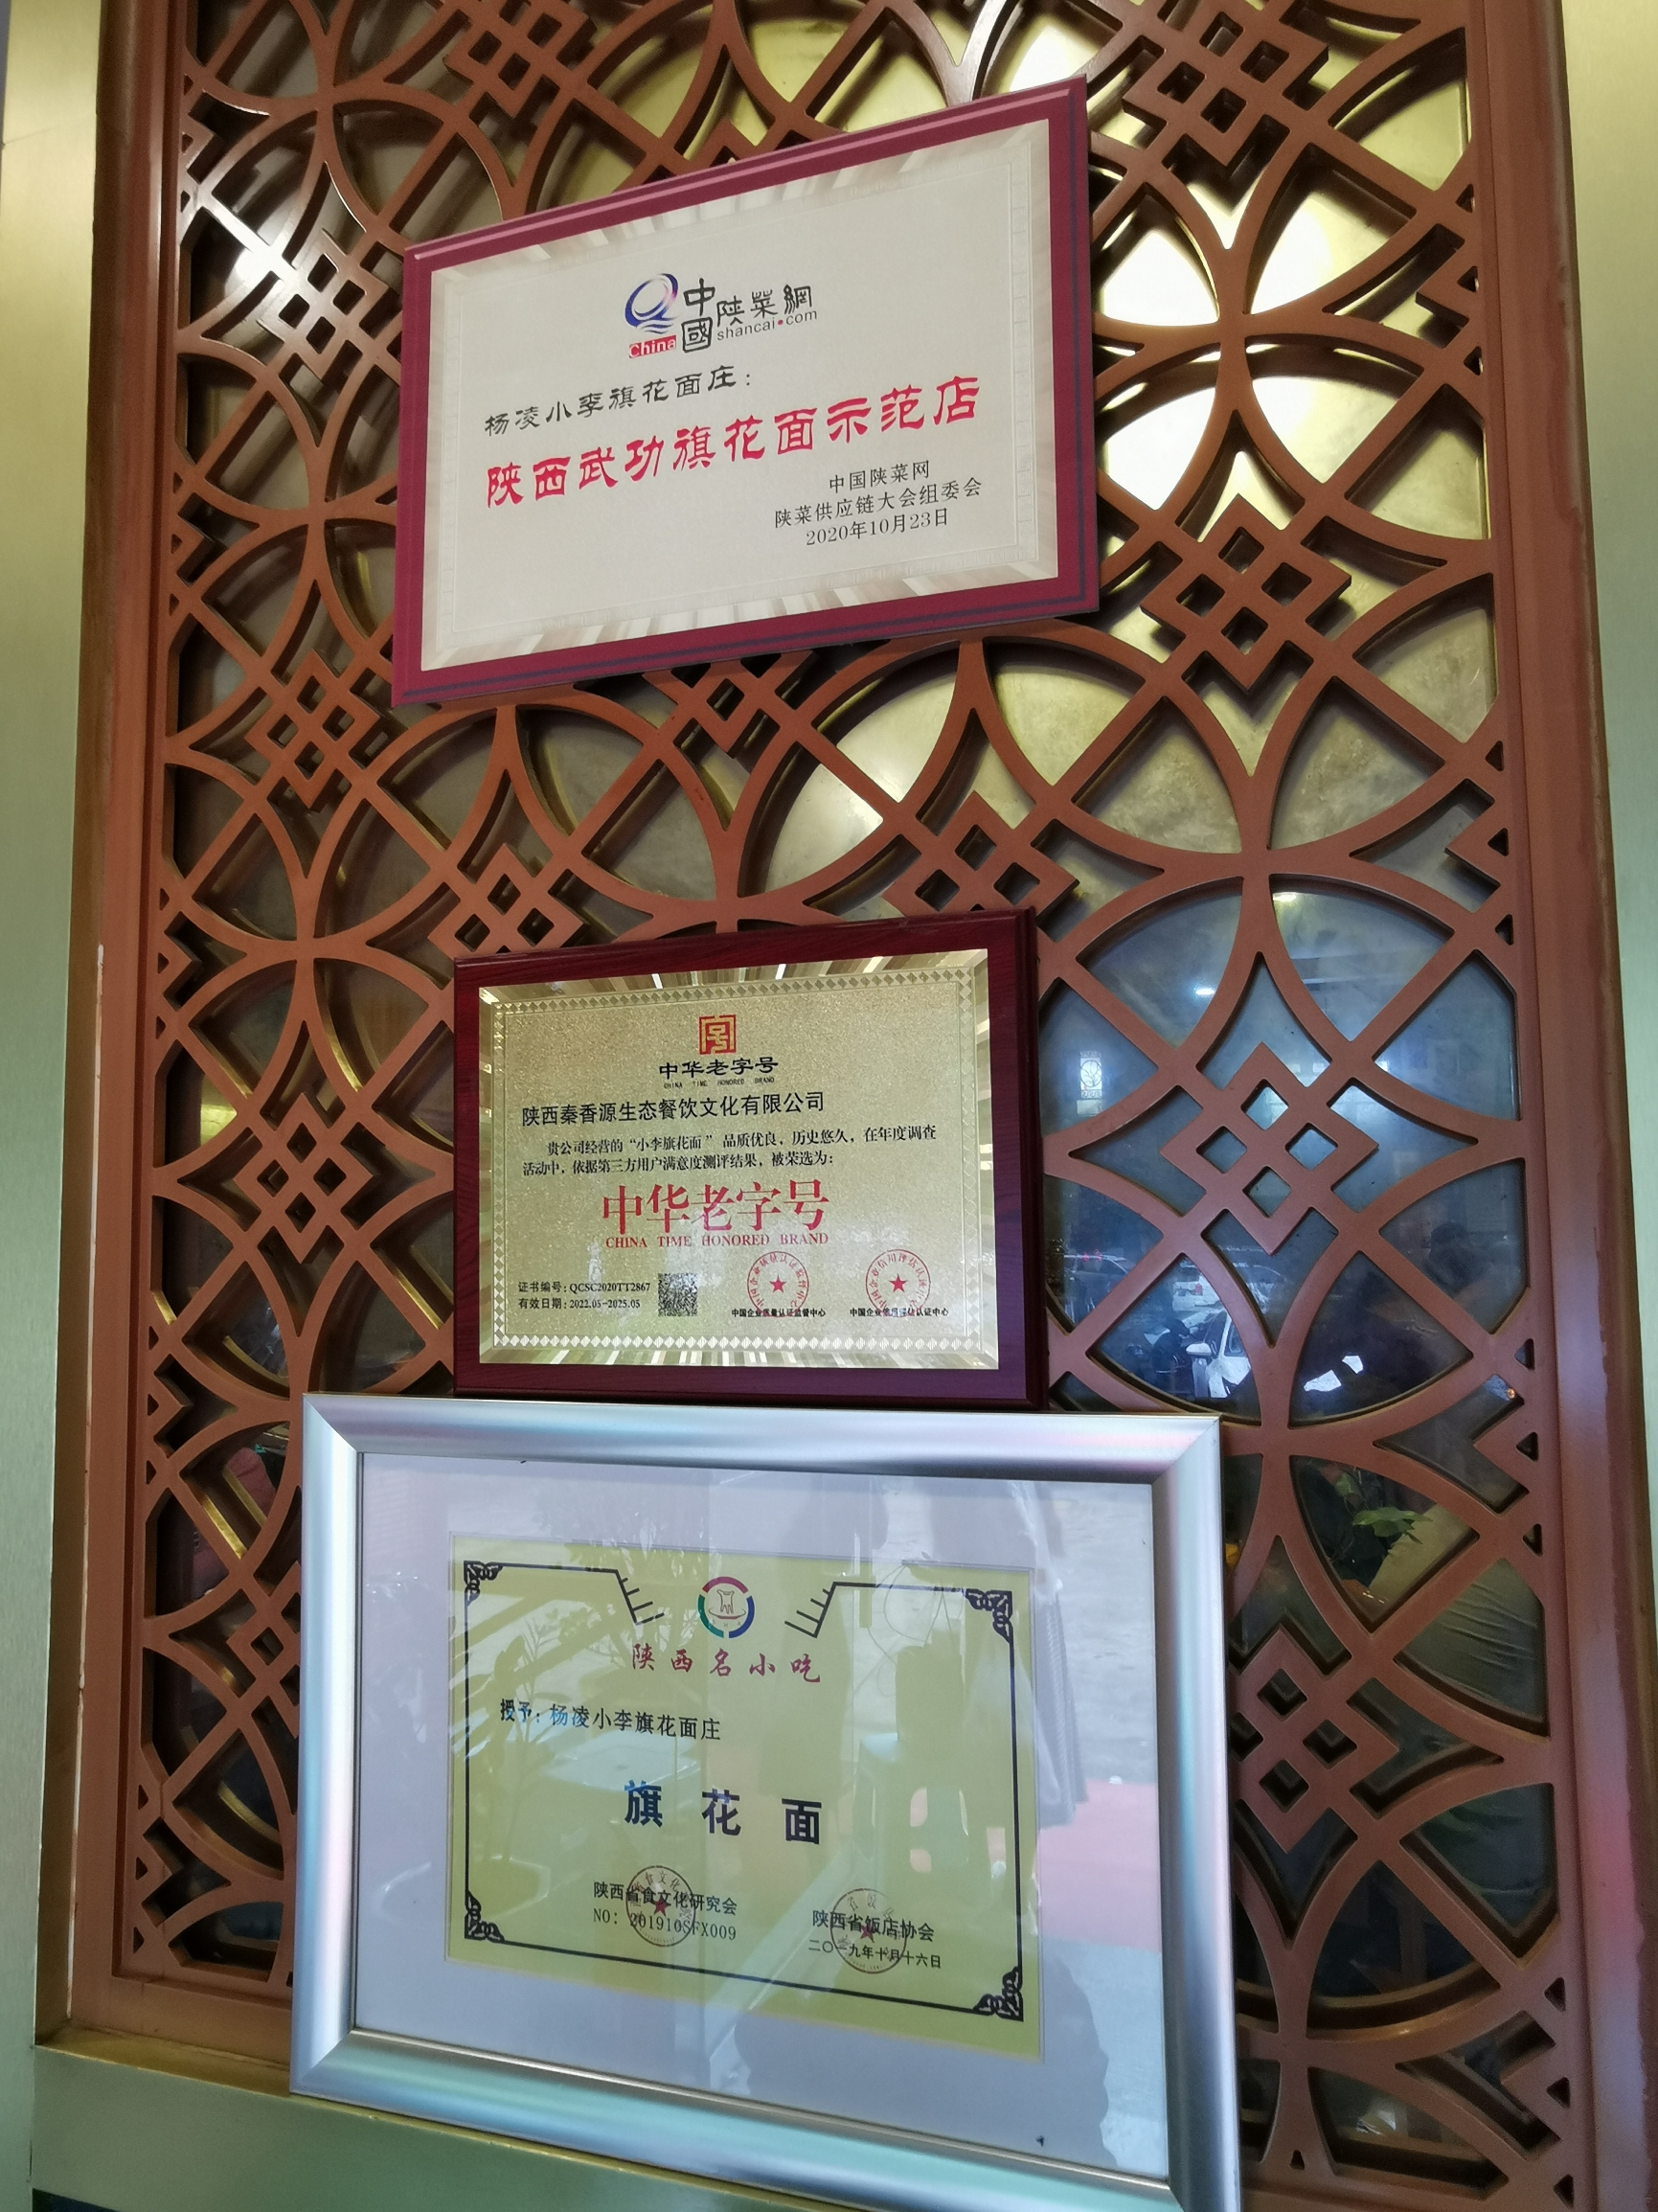 中國陕菜網
China shancai.com
杨凌小李旗花面庄：
陕西武功旗花面示范店
中国陕菜网
陕菜供应链大会组委会
2020年10月23日
中华老字号
CHINA TIME HONORED BRAND
陕西秦香源生态餐饮文化有限公司
贵公司经营的“小李旗花面”品质优良，历史悠久，在年度调查
活动中，依据第三方用户满意度测评结果，被荣选为：
中华老字号
CHINA TIME HONORED BRAND
证书编号：QCSC2020TT2867
有效日期：2022.05-2025.05
中国企业质量认证监督中心
中国企业信用评估认证中心
陕西名小吃
授予：杨凌小李旗花面庄
旗花面
陕西省食文化研究会
NO: 201910SFX009
陕西省饭店协会
二〇一九年十月十六日